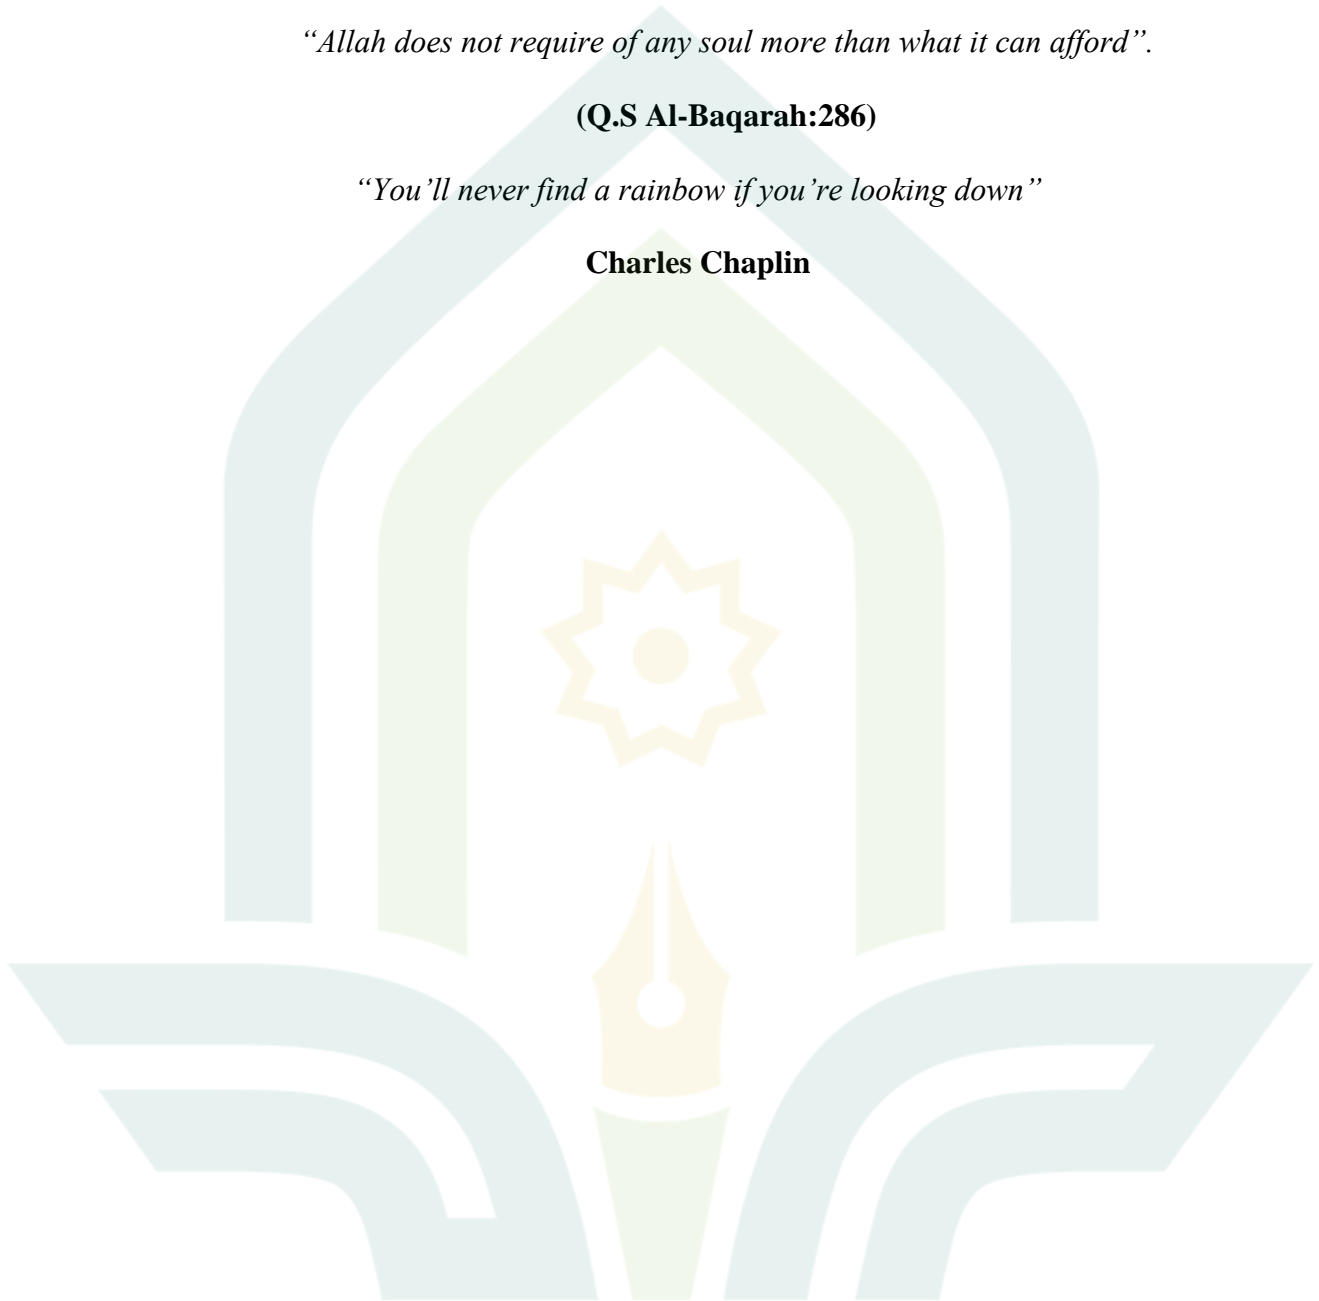 “Allah does not require of any soul more than what it can afford”.
(Q.S Al-Baqarah:286)
“You’ll never find a rainbow if you’re looking down”
Charles Chaplin